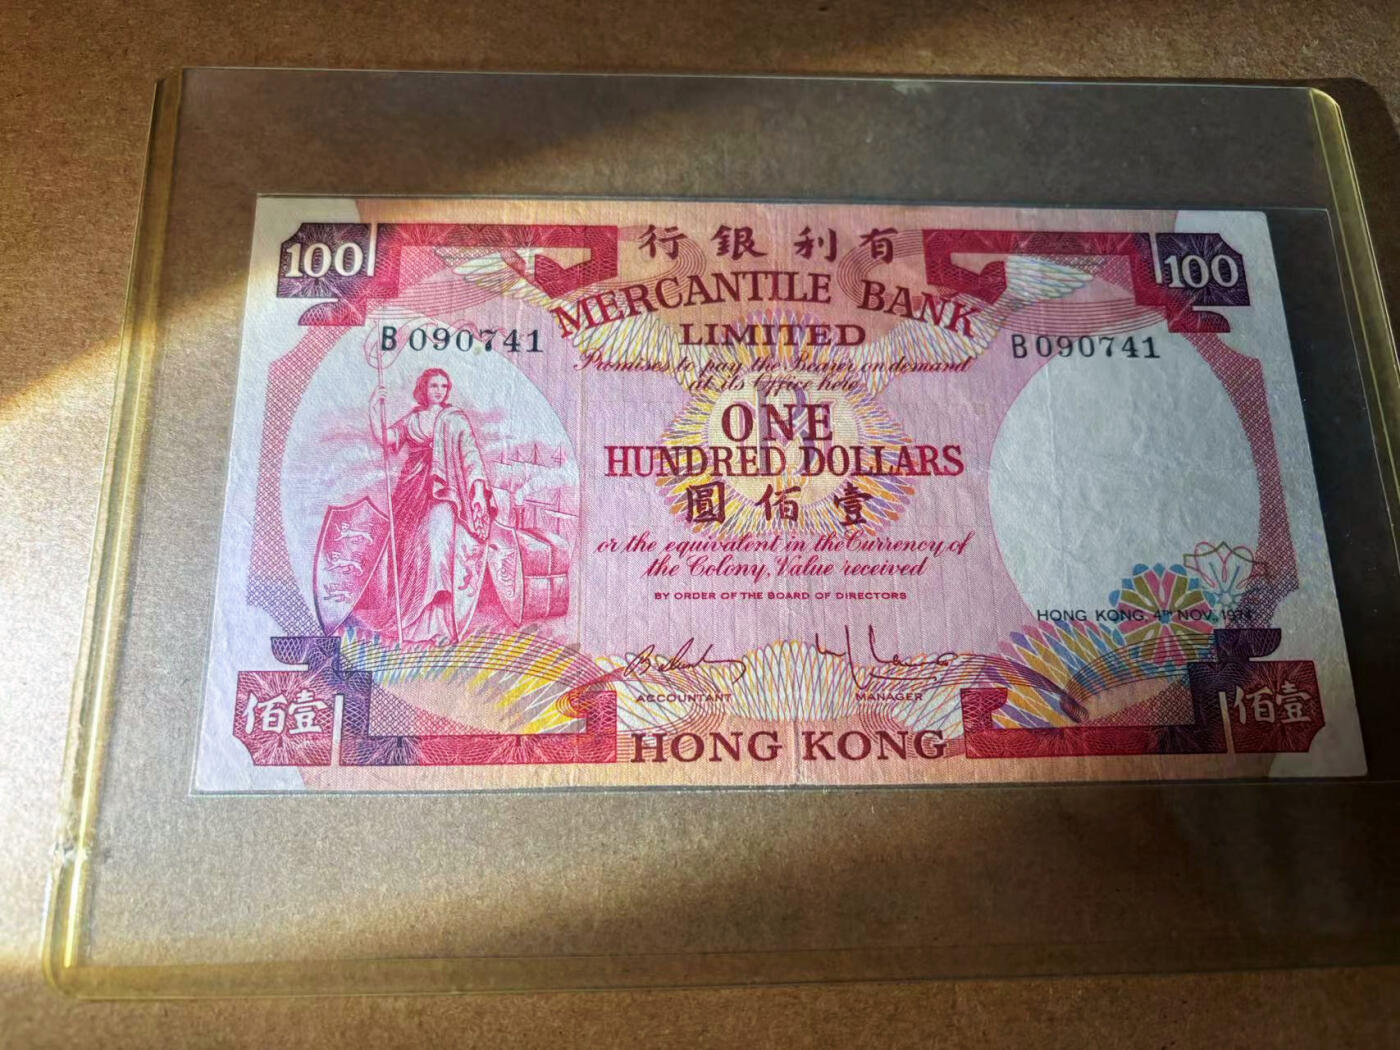 行銀利有
100
100
MERCANTILE BANK
LIMITED
B 090741
B 090741
Promises to pay the Bearer on demand
at its Office here
ONE
HUNDRED DOLLARS
圓佰壹
or the equivalent in the Currency of
the Colony, Value received
BY ORDER OF THE BOARD OF DIRECTORS
HONG KONG, 4TH NOV. 1974
ACCOUNTANT
MANAGER
佰壹
佰壹
HONG KONG